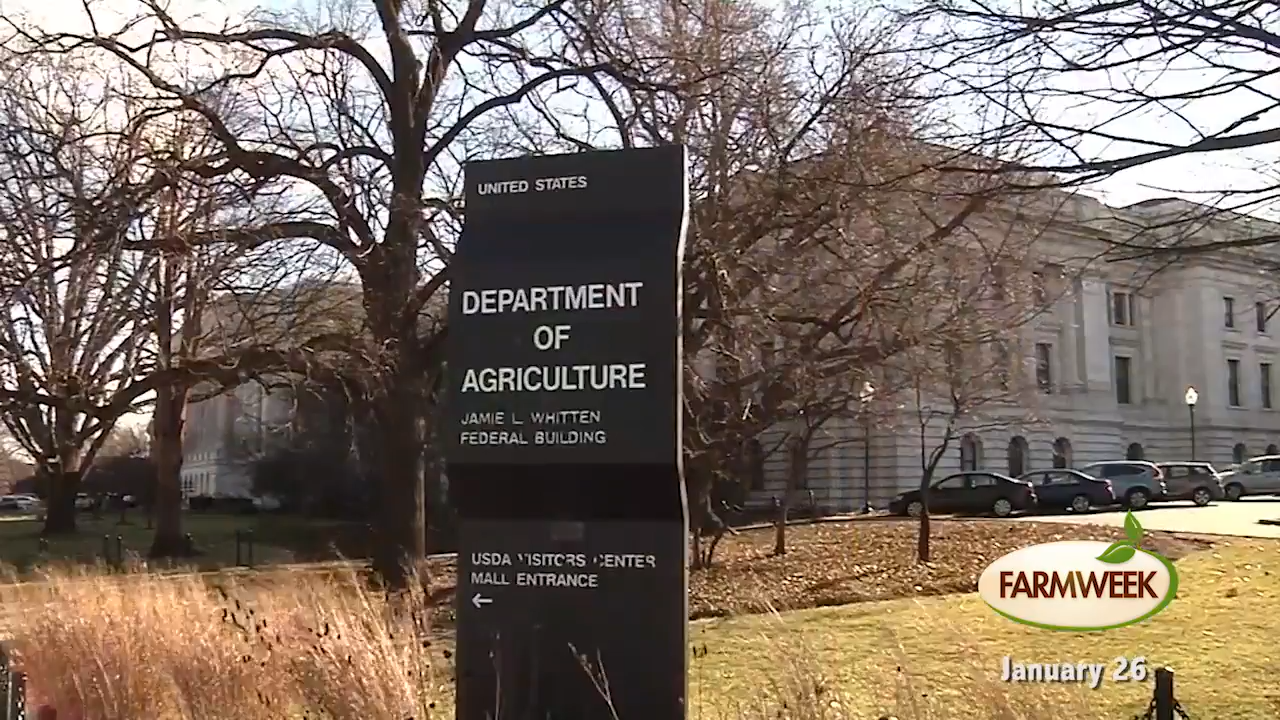 UNITED STATES
DEPARTMENT
OF
AGRICULTURE
JAMIE L. WHITTEN
FEDERAL BUILDING
USDA VISITORS CENTER
MALL ENTRANCE
FARMWEEK
January 26